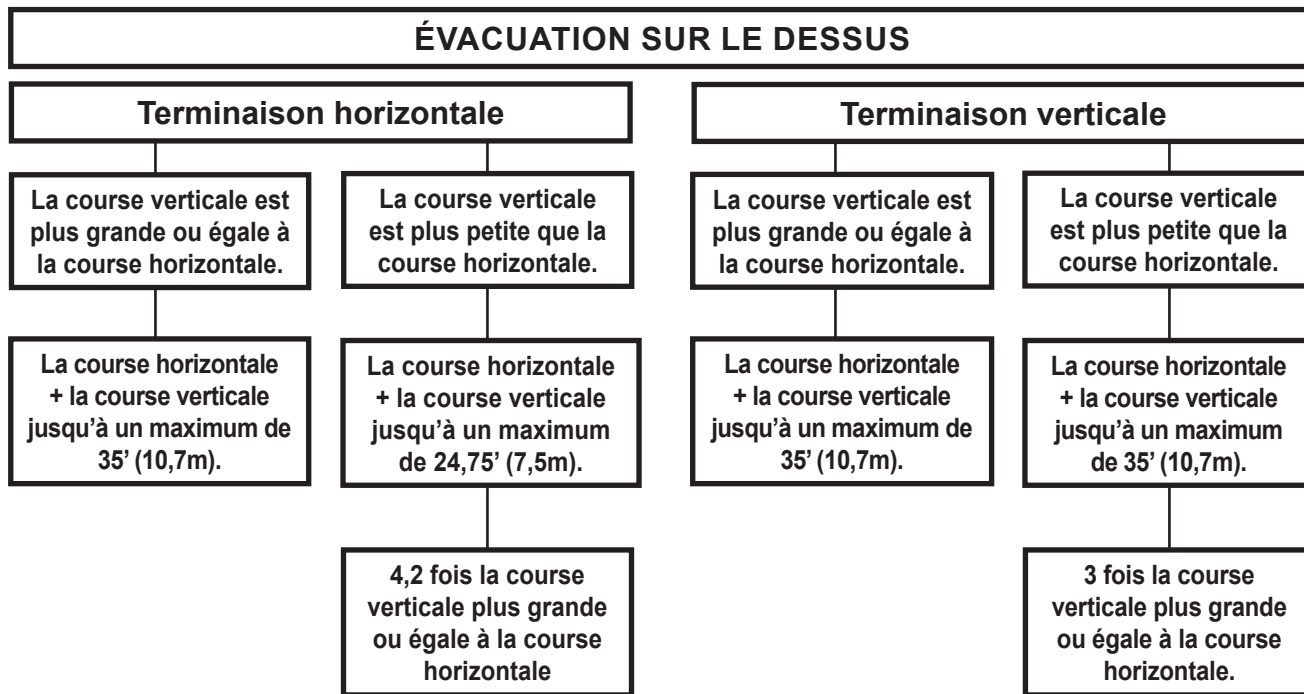 ÉVACUATION SUR LE DESSUS
Terminaison horizontale
La course verticale est
plus grande ou égale à
la course horizontale.
La course horizontale
+ la course verticale
jusqu’à un maximum de
35’ (10,7m).
La course verticale
est plus petite que la
course horizontale.
La course horizontale
+ la course verticale
jusqu’à un maximum
de 24,75’ (7,5m).
4,2 fois la course
verticale plus grande
ou égale à la course
horizontale
Terminaison verticale
La course verticale est
plus grande ou égale à
la course horizontale.
La course horizontale
+ la course verticale
jusqu’à un maximum de
35’ (10,7m).
La course verticale
est plus petite que la
course horizontale.
La course horizontale
+ la course verticale
jusqu’à un maximum
de 35’ (10,7m).
3 fois la course
verticale plus grande
ou égale à la course
horizontale.